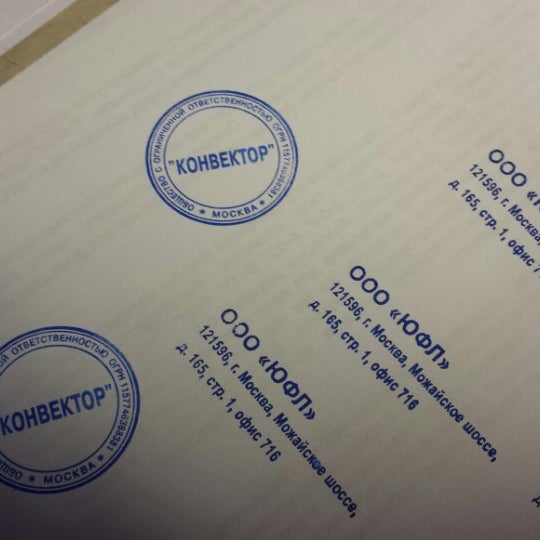 ОБЩЕСТВО С ОГРАНИЧЕННОЙ ОТВЕТСТВЕННОСТЬЮ ОГРН 1157746368381
"КОНВЕКТОР"
* МОСКВА *
ООО
121596, г. Москва,
д. 165, стр. 1, офис
ООО «ЮФЛ»
121596, г. Москва, Можайское шоссе,
д. 165, стр. 1, офис 716
ООО «ЮФЛ»
121596, г. Москва, Можайское шоссе,
д. 165, стр. 1, офис 716
ОТВЕТСТВЕННОСТЬЮ ОГРН 1157746368381
"КОНВЕКТОР"
* МОСКВА *